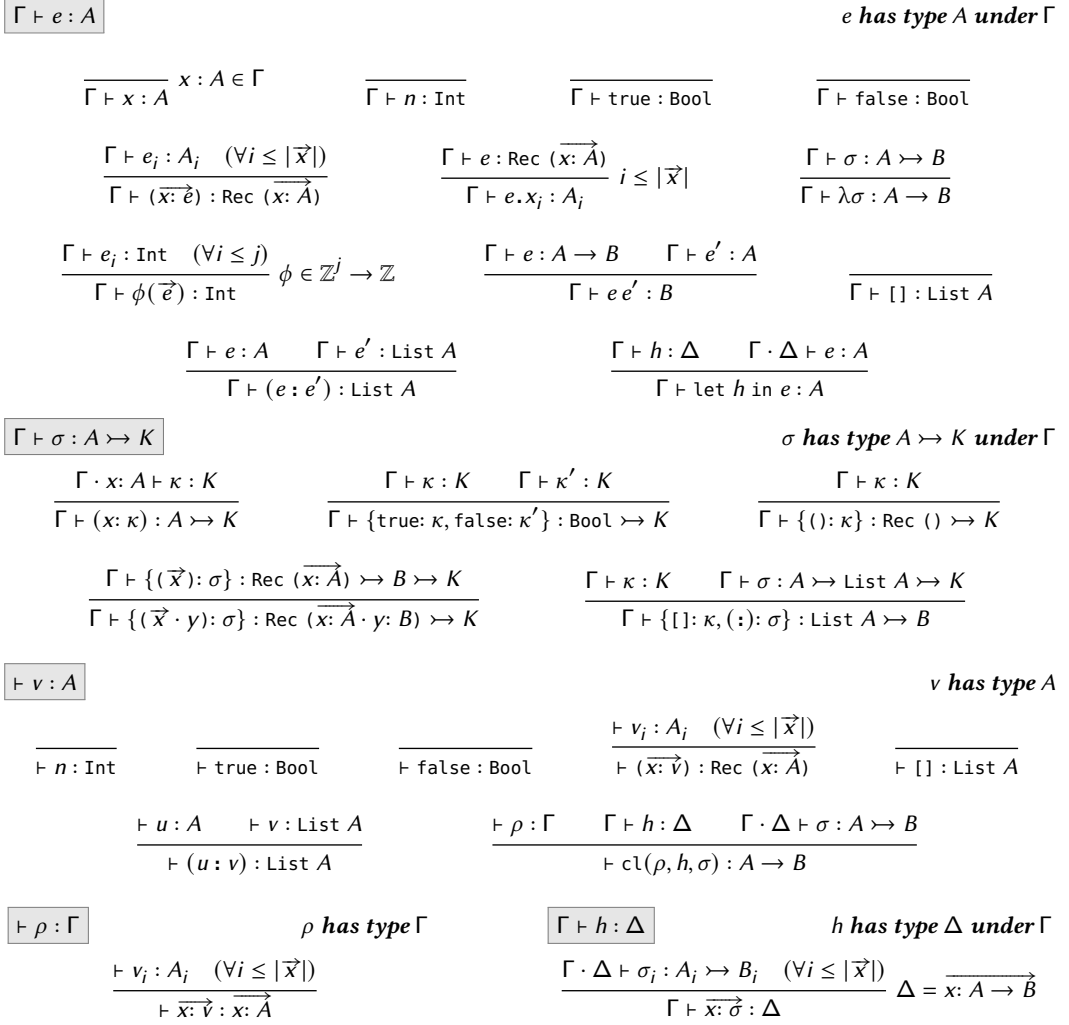 Γ ⊢ e : A e has type A under Γ
Γ ⊢ x : A x : A ∈ Γ Γ ⊢ n : Int Γ ⊢ true : Bool Γ ⊢ false : Bool
Γ ⊢ e_i : A_i (∀i ≤ |x⃗|) Γ ⊢ e : Rec (x⃗: A⃗) Γ ⊢ σ : A ↣ B
Γ ⊢ (x⃗: e⃗) : Rec (x⃗: A⃗) Γ ⊢ e.x_i : A_i i ≤ |x⃗| Γ ⊢ λσ : A → B
Γ ⊢ e_i : Int (∀i ≤ j) Γ ⊢ e : A → B Γ ⊢ e′ : A
Γ ⊢ ϕ(e⃗) : Int ϕ ∈ ℤ^j → ℤ Γ ⊢ e e′ : B Γ ⊢ [] : List A
Γ ⊢ e : A Γ ⊢ e′ : List A Γ ⊢ h : Δ Γ · Δ ⊢ e : A
Γ ⊢ (e : e′) : List A Γ ⊢ let h in e : A
Γ ⊢ σ : A ↣ K σ has type A ↣ K under Γ
Γ · x: A ⊢ κ : K Γ ⊢ κ : K Γ ⊢ κ′ : K Γ ⊢ κ : K
Γ ⊢ (x: κ) : A ↣ K Γ ⊢ {true: κ, false: κ′} : Bool ↣ K Γ ⊢ {(): κ} : Rec () ↣ K
Γ ⊢ {(x⃗): σ} : Rec (x⃗: A⃗) ↣ B ↣ K Γ ⊢ κ : K Γ ⊢ σ : A ↣ List A ↣ K
Γ ⊢ {(x⃗ · y): σ} : Rec (x⃗: A⃗ · y: B) ↣ K Γ ⊢ {[]: κ, (:): σ} : List A ↣ B
⊢ v : A v has type A
⊢ v_i : A_i (∀i ≤ |x⃗|)
⊢ n : Int ⊢ true : Bool ⊢ false : Bool ⊢ (x⃗: v⃗) : Rec (x⃗: A⃗) ⊢ [] : List A
⊢ u : A ⊢ v : List A ⊢ ρ : Γ Γ ⊢ h : Δ Γ · Δ ⊢ σ : A ↣ B
⊢ (u : v) : List A ⊢ cl(ρ, h, σ) : A → B
⊢ ρ : Γ ρ has type Γ Γ ⊢ h : Δ h has type Δ under Γ
⊢ v_i : A_i (∀i ≤ |x⃗|) Γ · Δ ⊢ σ_i : A_i ↣ B_i (∀i ≤ |x⃗|)
⊢ x⃗: v⃗ : x⃗: A⃗ Γ ⊢ x⃗: σ⃗ : Δ Δ = x⃗: A → B⃗